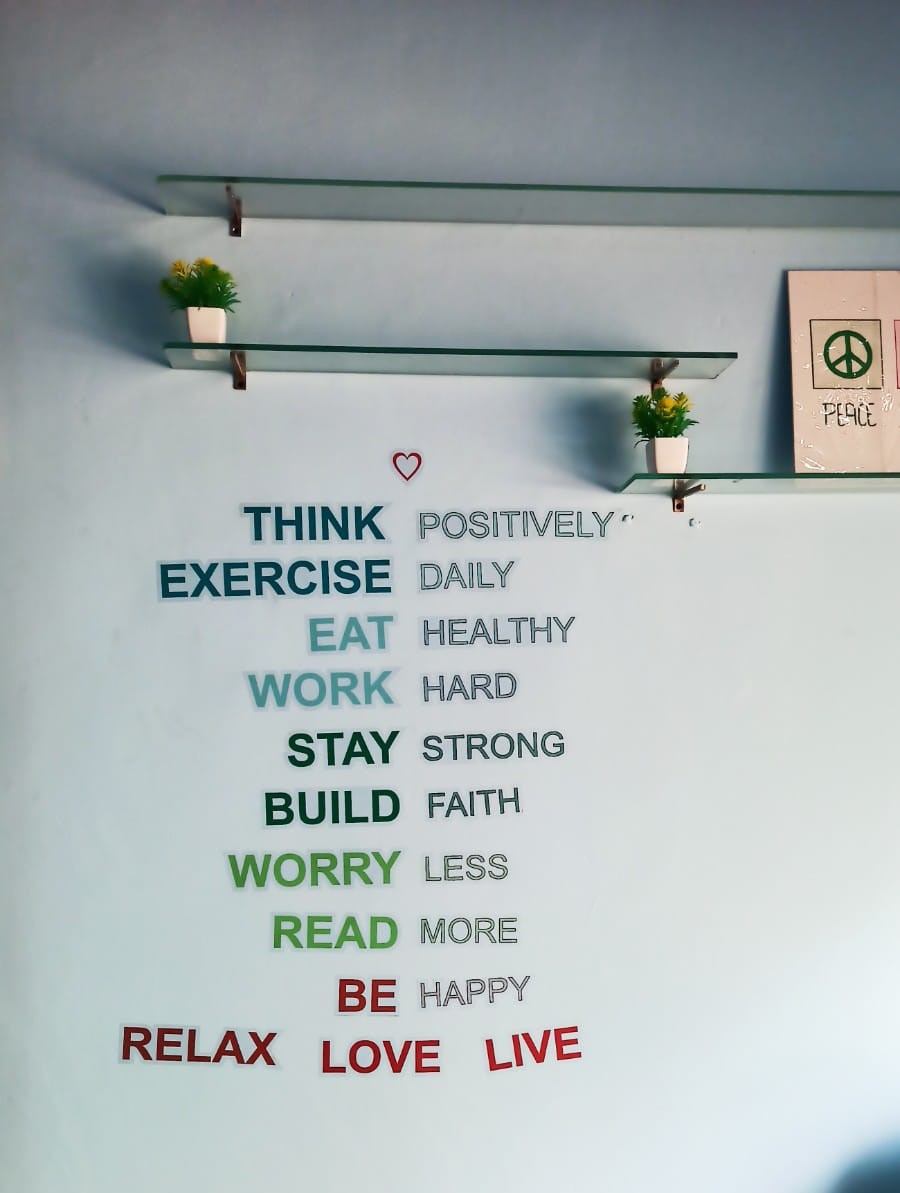 PEACE
THINK POSITIVELY
EXERCISE DAILY
EAT HEALTHY
WORK HARD
STAY STRONG
BUILD FAITH
WORRY LESS
READ MORE
BE HAPPY
RELAX LOVE LIVE